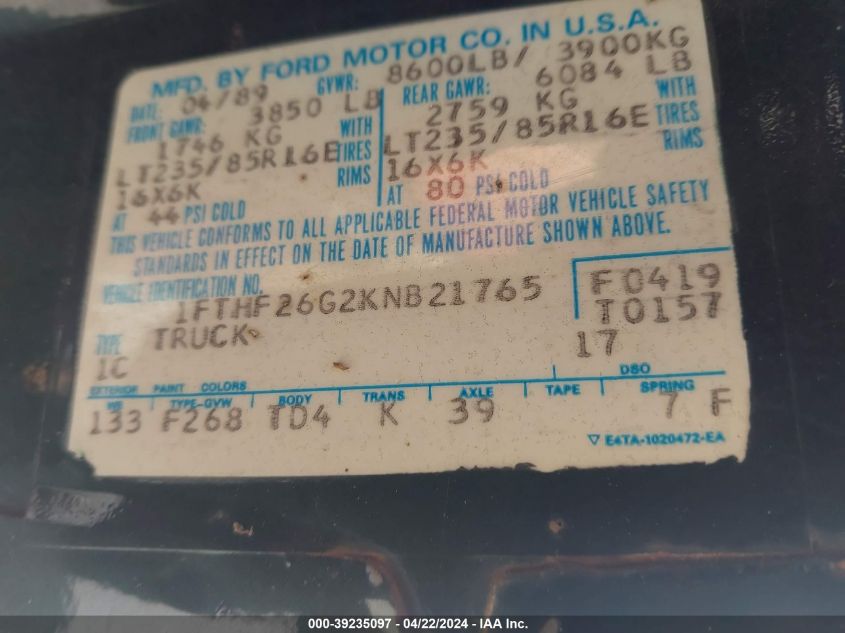 MFD. BY FORD MOTOR CO. IN U.S.A.
DATE: 04/89 GVWR: 8600LB/ 3900KG
FRONT GAWR: 3850 LB REAR GAWR: 6084 LB
1746 KG WITH 2759 KG WITH
LT235/85R16E TIRES LT235/85R16E TIRES
16X6K RIMS 16X6K RIMS
AT 44 PSI COLD AT 80 PSI COLD
THIS VEHICLE CONFORMS TO ALL APPLICABLE FEDERAL MOTOR VEHICLE SAFETY
STANDARDS IN EFFECT ON THE DATE OF MANUFACTURE SHOWN ABOVE.
VEHICLE IDENTIFICATION NO.
1FTHF26G2KNB21765 F0419
TYPE TRUCK T0157
1C 17
EXTERIOR PAINT COLORS DSO
WB TYPE-GVW BODY TRANS AXLE TAPE SPRING
133 F268 TD4 K 39 7 F
▽ E4TA-1020472-EA
000-39235097 - 04/22/2024 - IAA Inc.